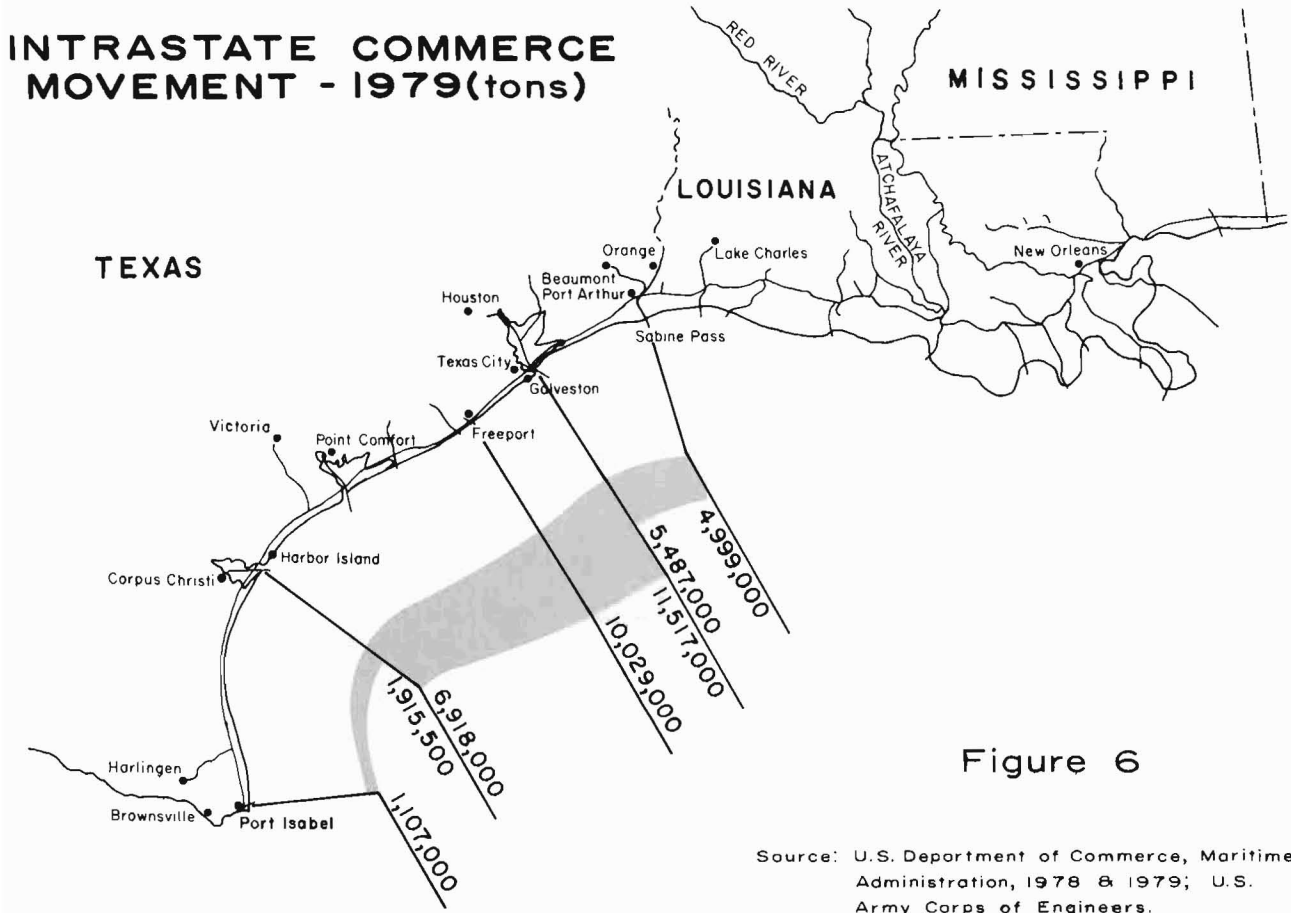 INTRASTATE COMMERCE
MOVEMENT - 1979(tons)
RED RIVER
MISSISSIPPI
ATCHAFALAYA
RIVER
LOUISIANA
TEXAS
Orange
Lake Charles
New Orleans
Beaumont
Port Arthur
Houston
Sabine Pass
Texas City
Galveston
Victoria
Point Comfort
Freeport
Harbor Island
Corpus Christi
4,999,000
5,487,000
11,517,000
10,029,000
6,918,000
1,915,500
Harlingen
Brownsville
Port Isabel
1,107,000
Figure 6
Source: U.S. Department of Commerce, Maritime
Administration, 1978 & 1979; U.S.
Army Corps of Engineers.